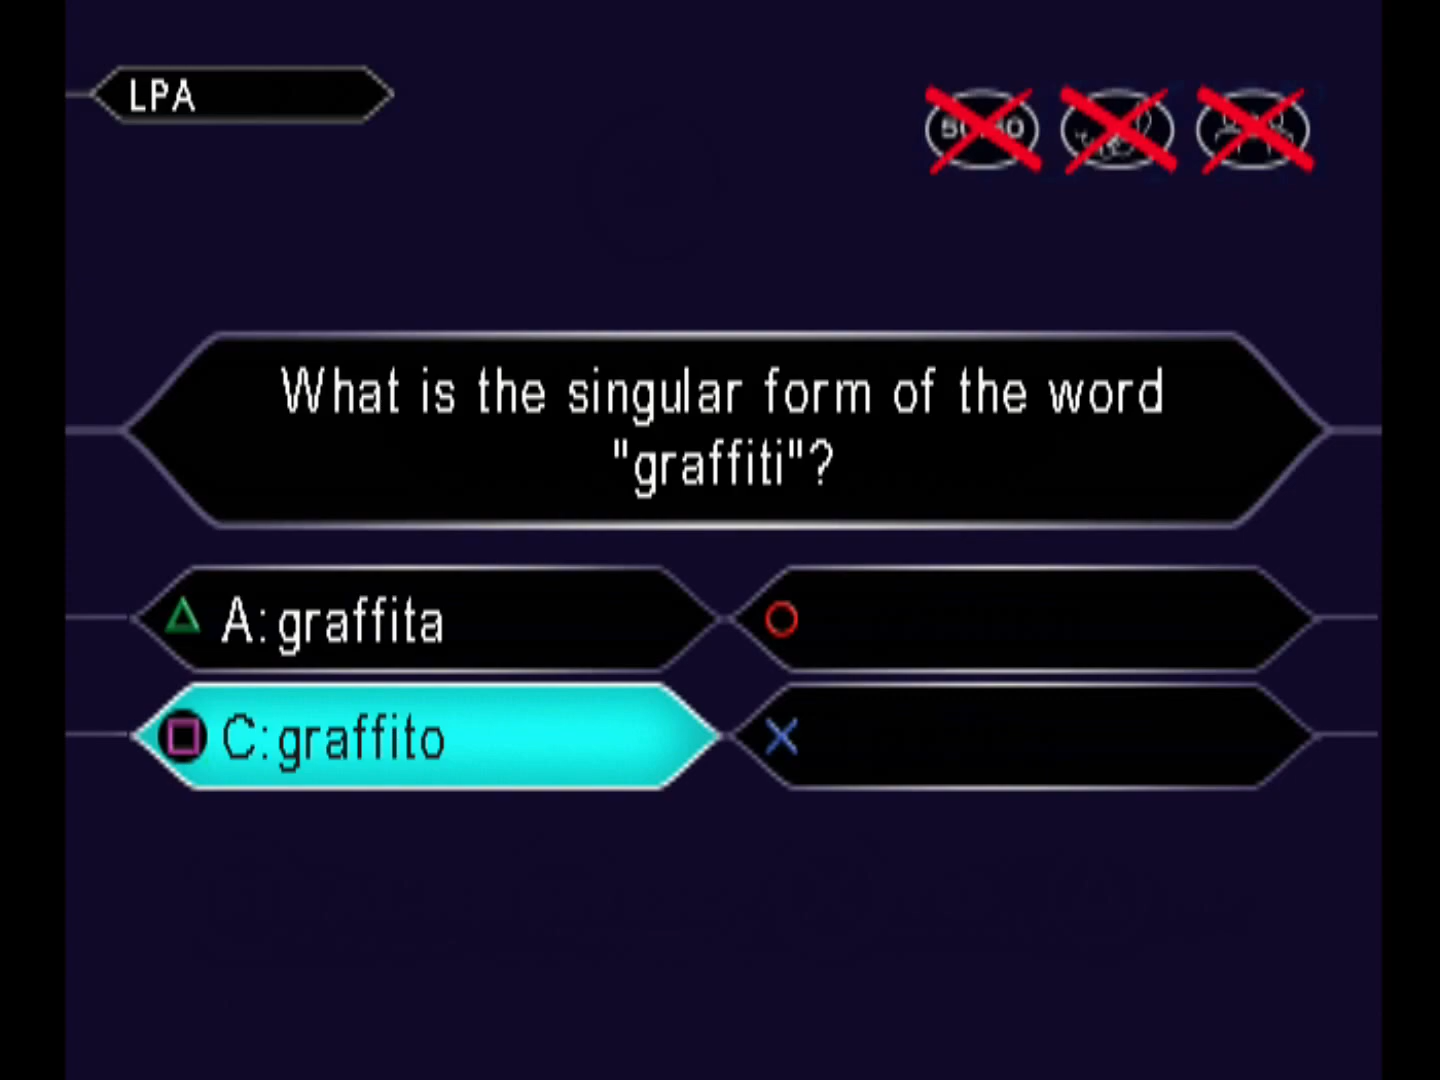 LPA
What is the singular form of the word
"graffiti"?
A: graffita
C: graffito